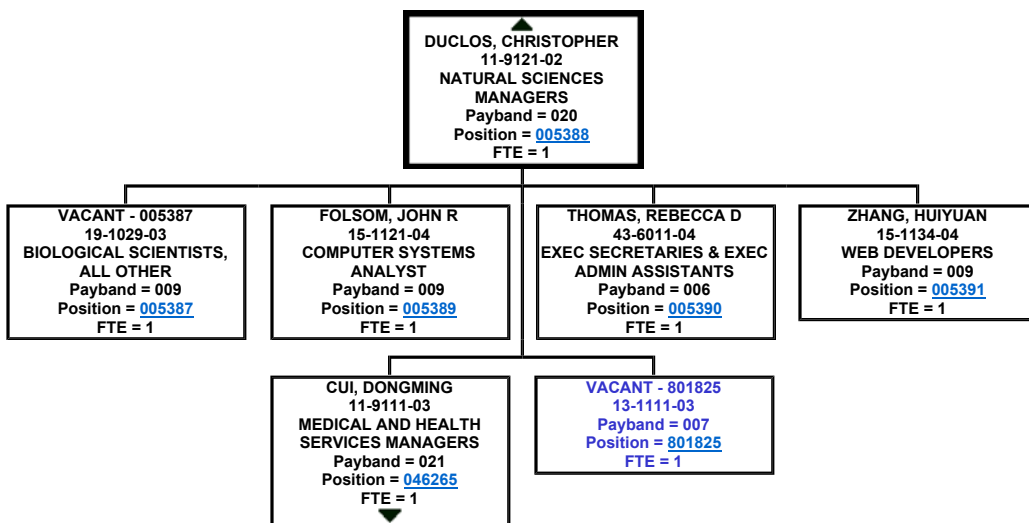 DUCLOS, CHRISTOPHER
11-9121-02
NATURAL SCIENCES
MANAGERS
Payband = 020
Position = 005388
FTE = 1
VACANT - 005387
19-1029-03
BIOLOGICAL SCIENTISTS,
ALL OTHER
Payband = 009
Position = 005387
FTE = 1
FOLSOM, JOHN R
15-1121-04
COMPUTER SYSTEMS
ANALYST
Payband = 009
Position = 005389
FTE = 1
THOMAS, REBECCA D
43-6011-04
EXEC SECRETARIES & EXEC
ADMIN ASSISTANTS
Payband = 006
Position = 005390
FTE = 1
ZHANG, HUIYUAN
15-1134-04
WEB DEVELOPERS
Payband = 009
Position = 005391
FTE = 1
CUI, DONGMING
11-9111-03
MEDICAL AND HEALTH
SERVICES MANAGERS
Payband = 021
Position = 046265
FTE = 1
VACANT - 801825
13-1111-03
Payband = 007
Position = 801825
FTE = 1